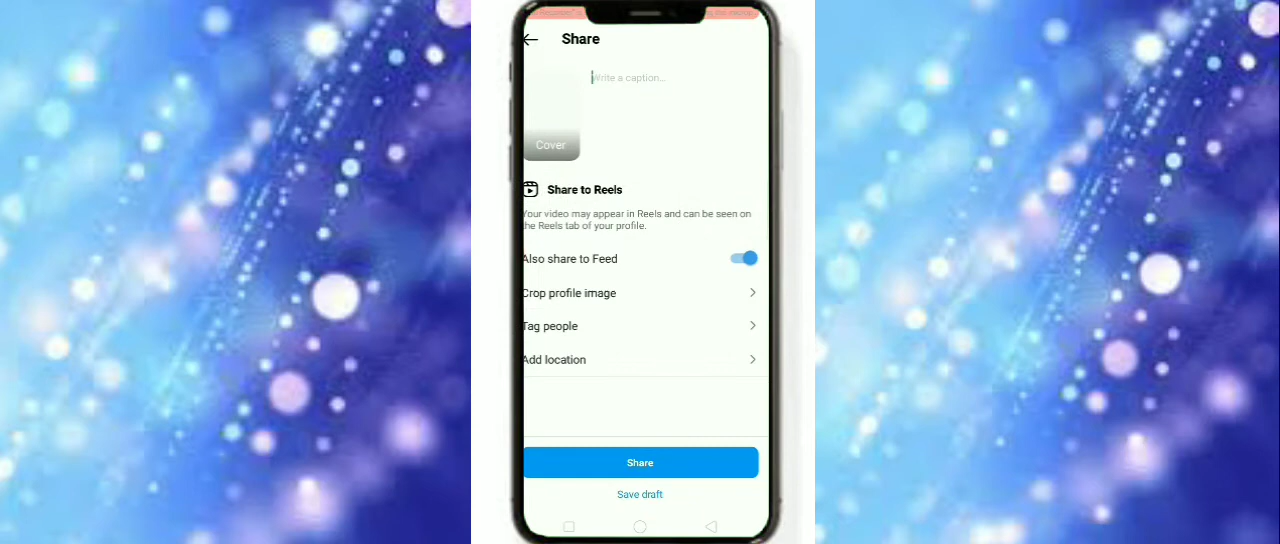 Share
Write a caption...
Cover
Share to Reels
Your video may appear in Reels and can be seen on
the Reels tab of your profile.
Also share to Feed
Crop profile image
Tag people
Add location
Share
Save draft